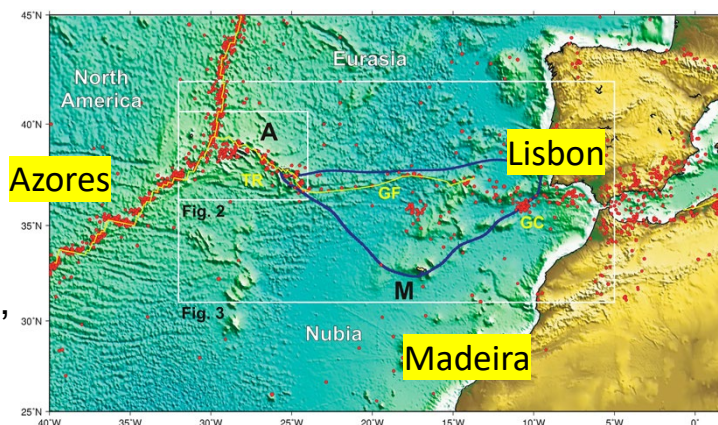 45˚N
North
America
Eurasia
40˚N
A
Lisbon
Azores
TR
GF
Fig. 2
35˚N
GC
M
,
30˚N
Fig. 3
Nubia
Madeira
25˚N
40˚W 35˚W 30˚W 25˚W 20˚W 15˚W 10˚W 5˚W 0˚